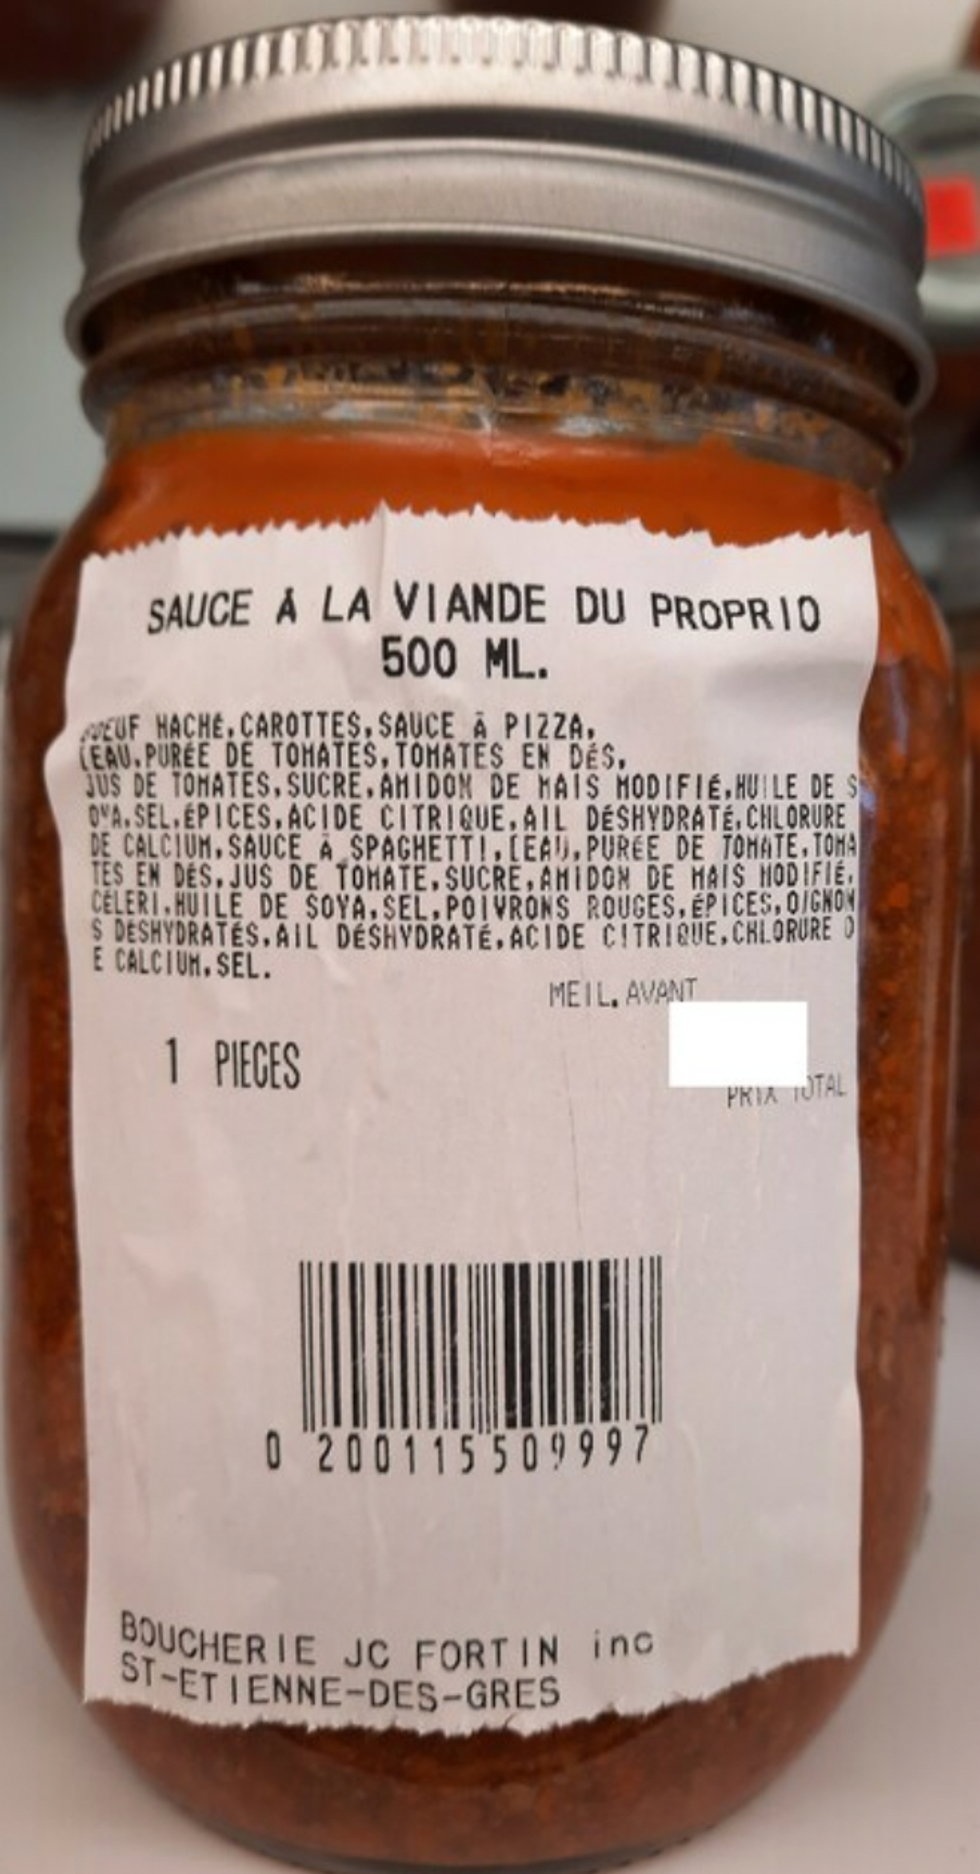 SAUCE À LA VIANDE DU PROPRIO
500 ML.
BOEUF HACHÉ,CAROTTES,SAUCE À PIZZA,
[EAU,PURÉE DE TOMATES,TOMATES EN DÉS,
JUS DE TOMATES,SUCRE,AMIDON DE MAIS MODIFIÉ,HUILE DE S
OYA,SEL,ÉPICES,ACIDE CITRIQUE,AIL DÉSHYDRATÉ,CHLORURE
DE CALCIUM,SAUCE À SPAGHETTI,[EAU,PURÉE DE TOMATE,TOMA
TES EN DÉS,JUS DE TOMATE,SUCRE,AMIDON DE MAIS MODIFIÉ,
CÉLERI,HUILE DE SOYA,SEL,POIVRONS ROUGES,ÉPICES,OIGNON
S DÉSHYDRATÉS,AIL DÉSHYDRATÉ,ACIDE CITRIQUE,CHLORURE D
E CALCIUM,SEL.
MEIL.AVANT
1 PIECES
PRIX TOTAL
0 200115509997
BOUCHERIE JC FORTIN inc
ST-ETIENNE-DES-GRES